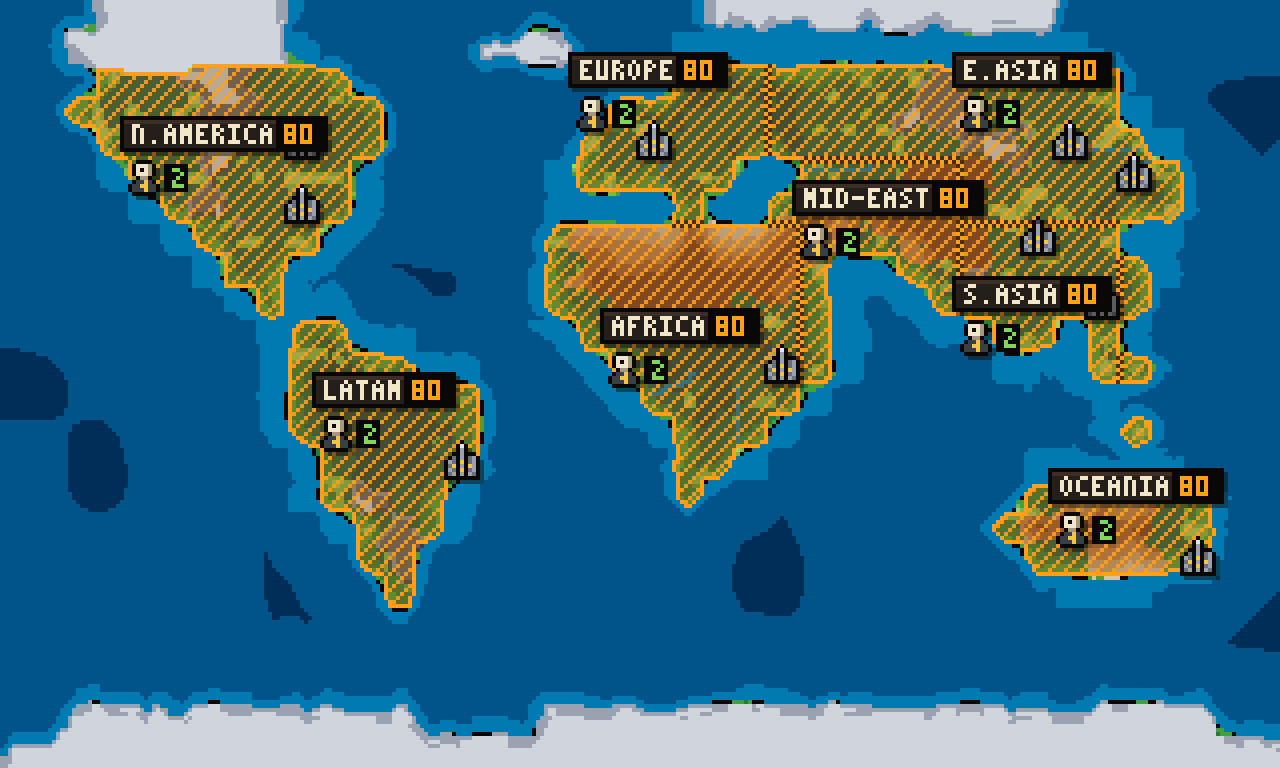 EUROPE 80
2
E.ASIA 80
2
N.AMERICA 80
2
MID-EAST 80
2
S.ASIA 80
2
AFRICA 80
2
LATAM 80
2
OCEANIA 80
2